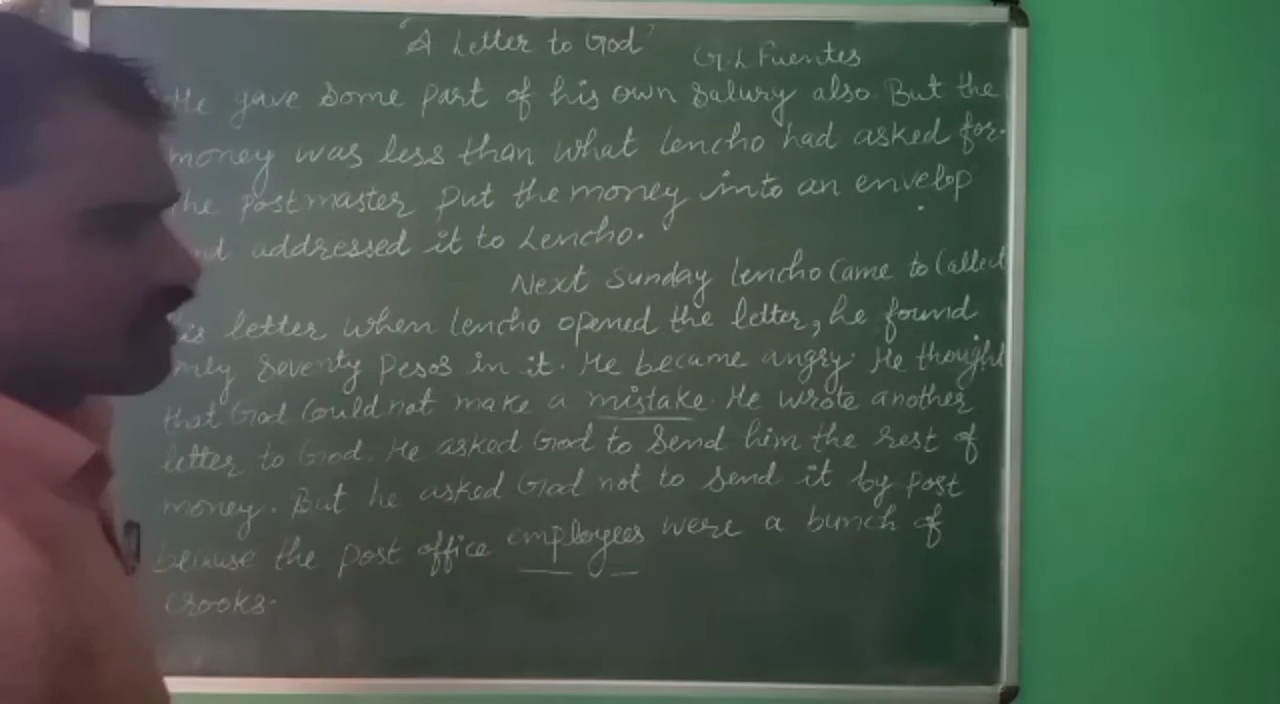 "A Letter to God"
G.L Fuentes
He gave some part of his own salury also. But the
money was less than what lencho had asked for.
The postmaster put the money into an envelop
addressed it to Lencho.
Next Sunday lencho Came to Collect
letter when lencho opened the letter, he found
seventy Pesos in it. He became angry. He thought
that God Could not make a mistake. He wrote another
letter to God. He asked God to send him the rest of
money. But he asked God not to send it by post
because the post office employees were a bunch of
Crooks.